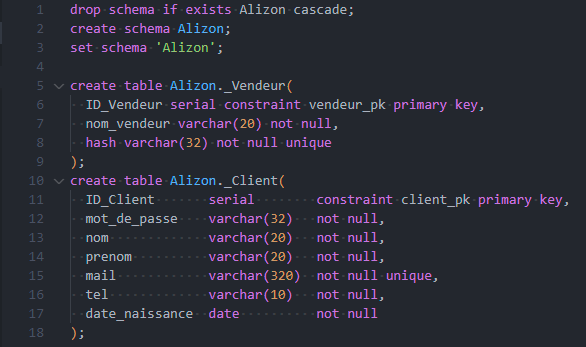 1 drop schema if exists Alizon cascade;
2 create schema Alizon;
3 set schema 'Alizon';
4
5 create table Alizon._Vendeur(
6 ID_Vendeur serial constraint vendeur_pk primary key,
7 nom_vendeur varchar(20) not null,
8 hash varchar(32) not null unique
9 );
10 create table Alizon._Client(
11 ID_Client serial constraint client_pk primary key,
12 mot_de_passe varchar(32) not null,
13 nom varchar(20) not null,
14 prenom varchar(20) not null,
15 mail varchar(320) not null unique,
16 tel varchar(10) not null,
17 date_naissance date not null
18 );